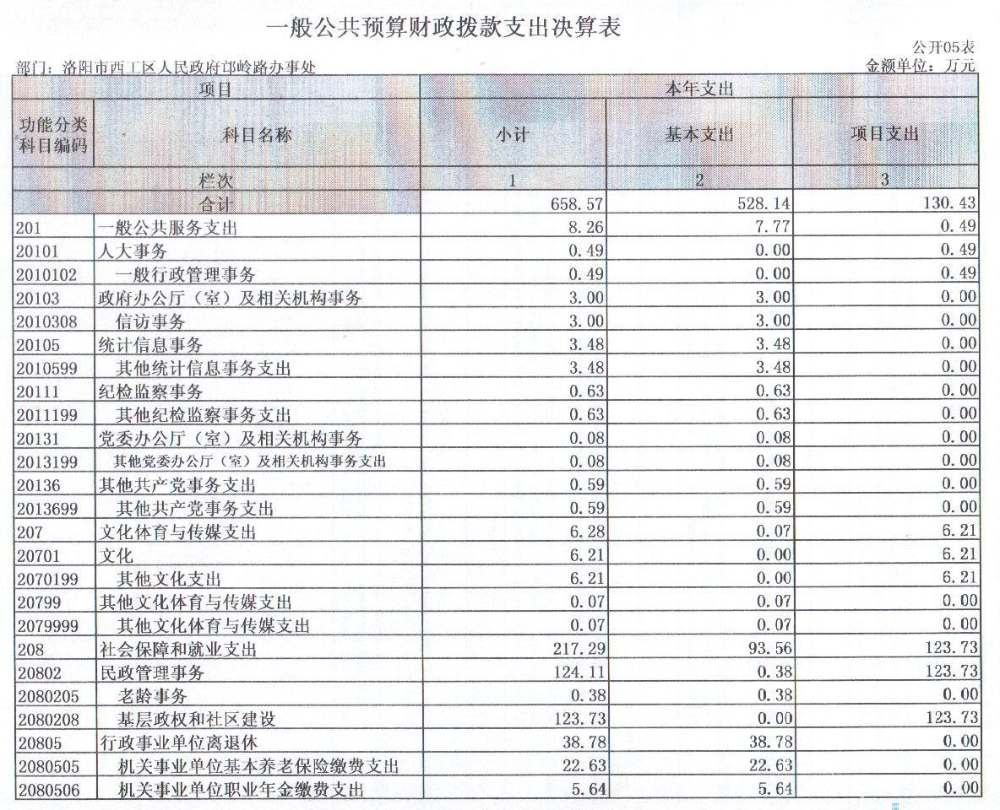 一般公共预算财政拨款支出决算表
公开05表
部门：洛阳市西工区人民政府邙岭路办事处 金额单位：万元
项目 本年支出
功能分类科目编码 科目名称 小计 基本支出 项目支出
栏次 1 2 3
合计 658.57 528.14 130.43
201 一般公共服务支出 8.26 7.77 0.49
20101 人大事务 0.49 0.00 0.49
2010102 一般行政管理事务 0.49 0.00 0.49
20103 政府办公厅（室）及相关机构事务 3.00 3.00 0.00
2010308 信访事务 3.00 3.00 0.00
20105 统计信息事务 3.48 3.48 0.00
2010599 其他统计信息事务支出 3.48 3.48 0.00
20111 纪检监察事务 0.63 0.63 0.00
2011199 其他纪检监察事务支出 0.63 0.63 0.00
20131 党委办公厅（室）及相关机构事务 0.08 0.08 0.00
2013199 其他党委办公厅（室）及相关机构事务支出 0.08 0.08 0.00
20136 其他共产党事务支出 0.59 0.59 0.00
2013699 其他共产党事务支出 0.59 0.59 0.00
207 文化体育与传媒支出 6.28 0.07 6.21
20701 文化 6.21 0.00 6.21
2070199 其他文化支出 6.21 0.00 6.21
20799 其他文化体育与传媒支出 0.07 0.07 0.00
2079999 其他文化体育与传媒支出 0.07 0.07 0.00
208 社会保障和就业支出 217.29 93.56 123.73
20802 民政管理事务 124.11 0.38 123.73
2080205 老龄事务 0.38 0.38 0.00
2080208 基层政权和社区建设 123.73 0.00 123.73
20805 行政事业单位离退休 38.78 38.78 0.00
2080505 机关事业单位基本养老保险缴费支出 22.63 22.63 0.00
2080506 机关事业单位职业年金缴费支出 5.64 5.64 0.00